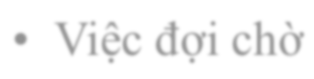 • Việc đợi chờ